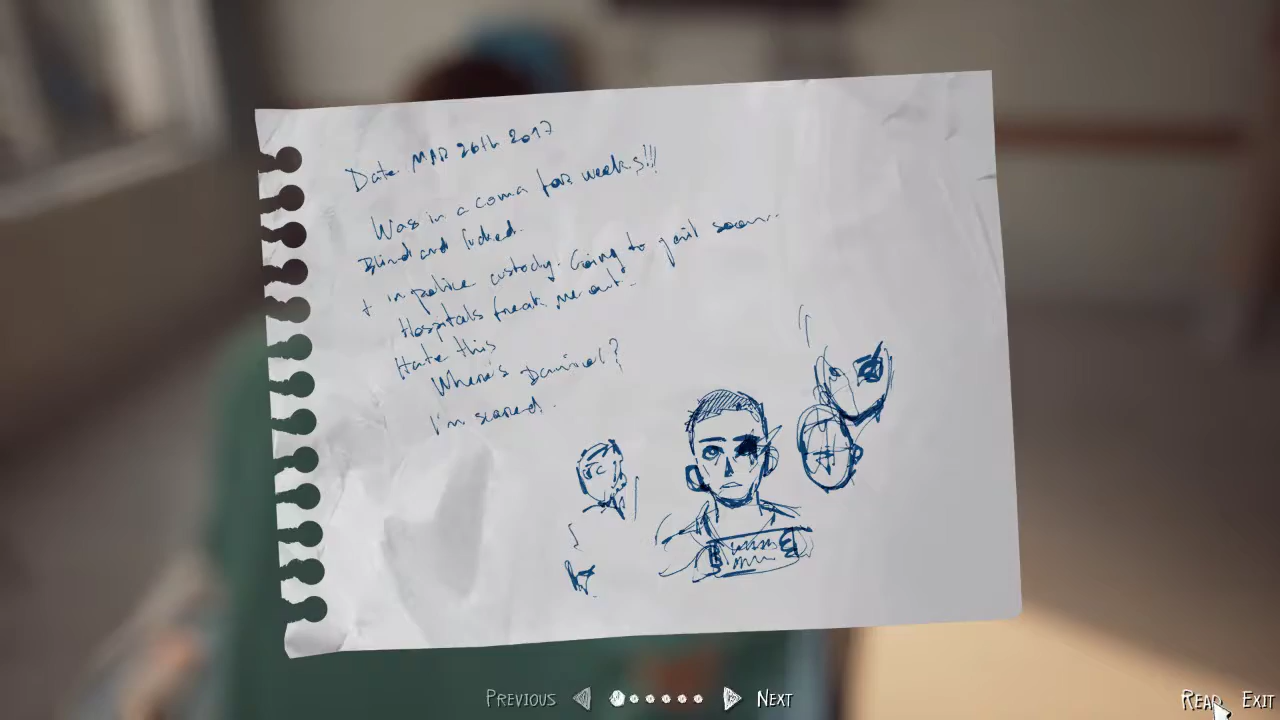 Date MAR 26th 2017
Was in a coma for weeks!!!
Blind and fucked.
+ in police custody. Going to jail soon..
Hospitals freak me out.
Hate this
Where's Daniel?
I'm scared.
PREVIOUS NEXT
READ EXIT